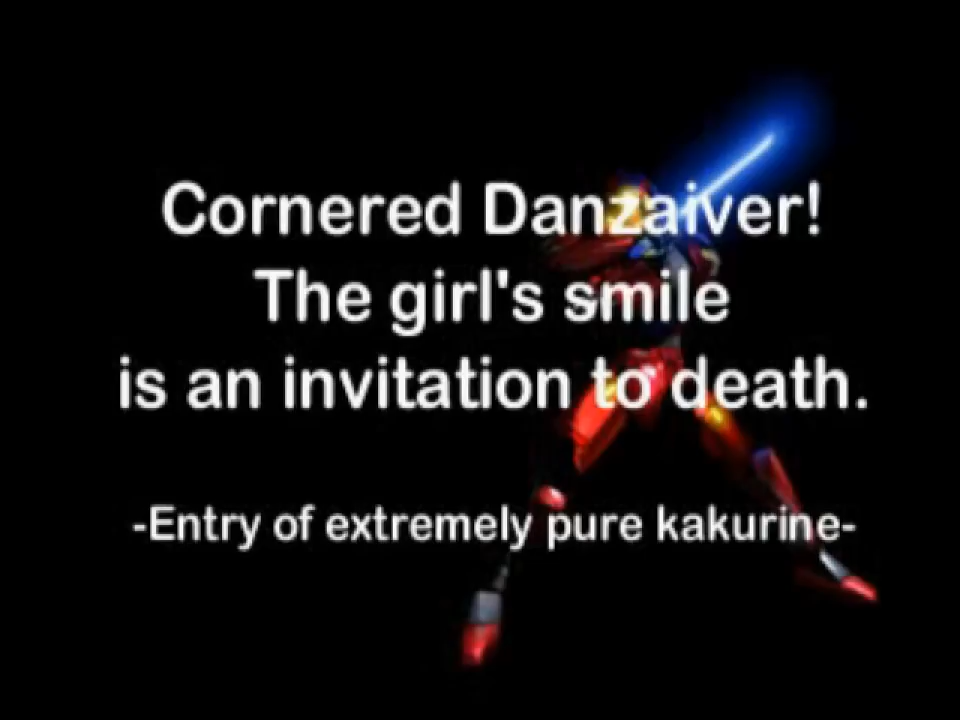 Cornered Danzaiver!
The girl's smile
is an invitation to death.
-Entry of extremely pure kakurine-